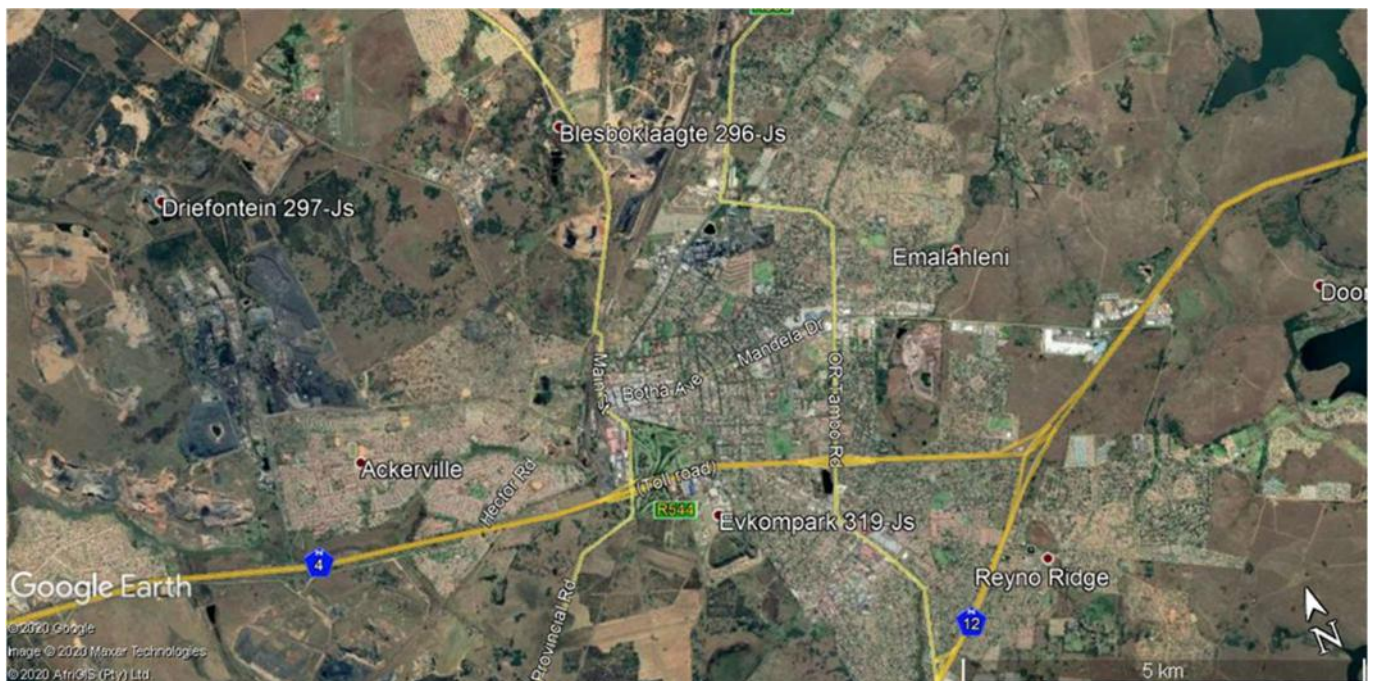 Blesboklaagte 296-Js
Driefontein 297-Js
Emalahleni
Door
Mandela Dr
Main St
Botha Ave
OR Tambo Rd
Ackerville
Hector Rd
(Toll road)
R544
Evkompark 319-Js
N
4
Reyno Ridge
N
12
Provincial Rd
Google Earth
© 2020 Google
Image © 2020 Maxar Technologies
© 2020 AfriGIS (Pty) Ltd.
N
5 km